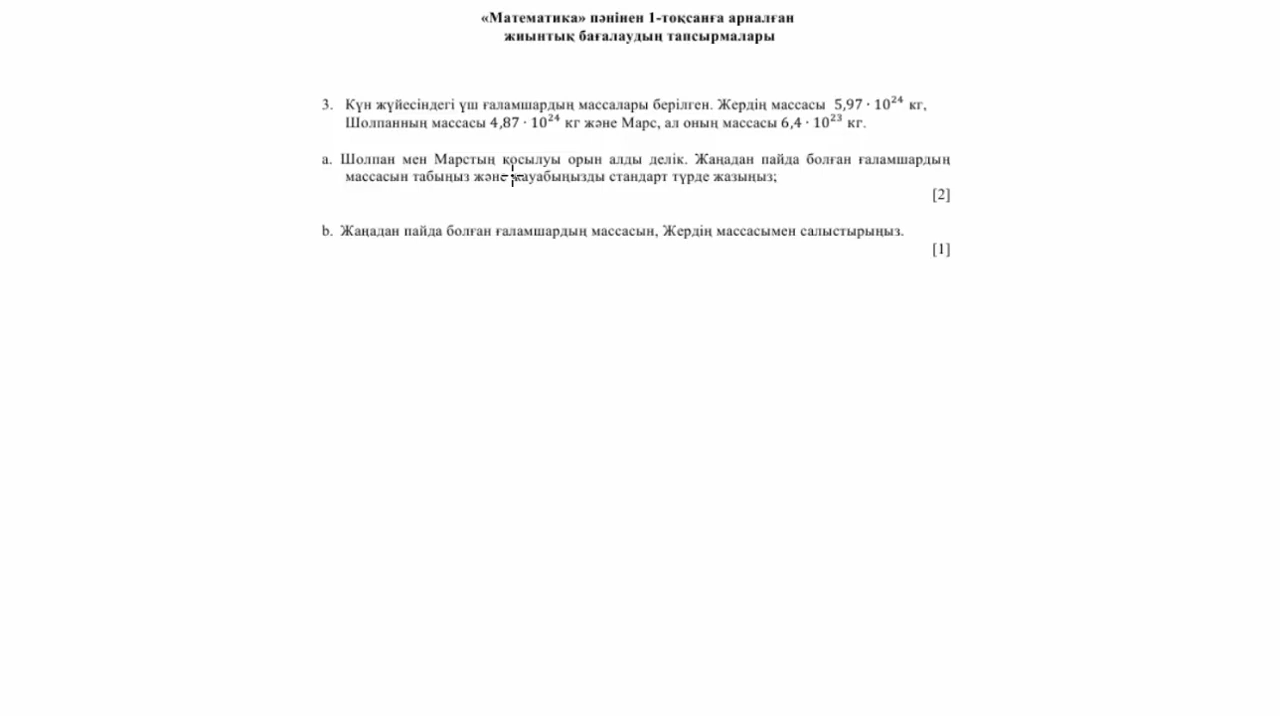 «Математика» пәнінен 1-тоқсанға арналған
жиынтық бағалаудың тапсырмалары
3. Күн жүйесіндегі үш ғаламшардың массалары берілген. Жердің массасы 5,97 · 10²⁴ кг,
Шолпанның массасы 4,87 · 10²⁴ кг және Марс, ал оның массасы 6,4 · 10²³ кг.
a. Шолпан мен Марстың қосылуы орын алды делік. Жаңадан пайда болған ғаламшардың
массасын табыңыз және жауабыңызды стандарт түрде жазыңыз;
[2]
b. Жаңадан пайда болған ғаламшардың массасын, Жердің массасымен салыстырыңыз.
[1]